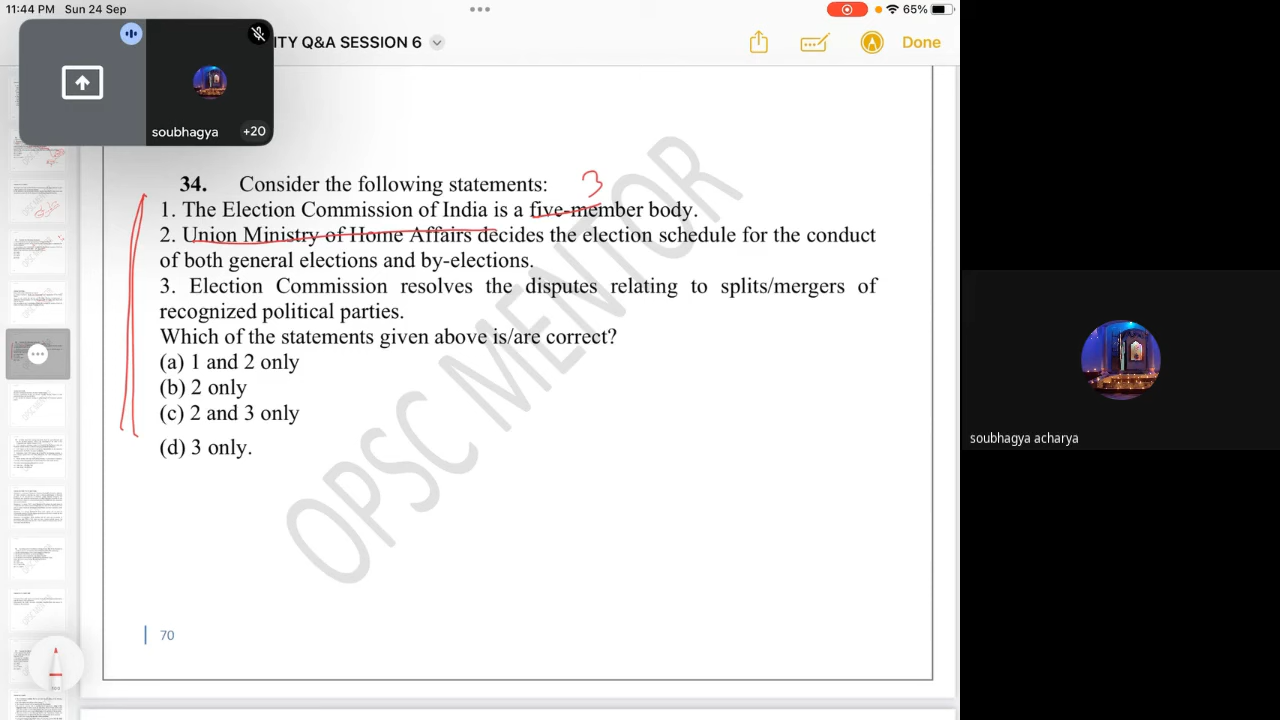 11:44 PM Sun 24 Sep
65%
ITY Q&A SESSION 6
Done
soubhagya
+20
34. Consider the following statements:
3
1. The Election Commission of India is a five-member body.
2. Union Ministry of Home Affairs decides the election schedule for the conduct
of both general elections and by-elections.
3. Election Commission resolves the disputes relating to splits/mergers of
recognized political parties.
Which of the statements given above is/are correct?
(a) 1 and 2 only
(b) 2 only
(c) 2 and 3 only
(d) 3 only.
OPSC MENTOR
70
soubhagya acharya